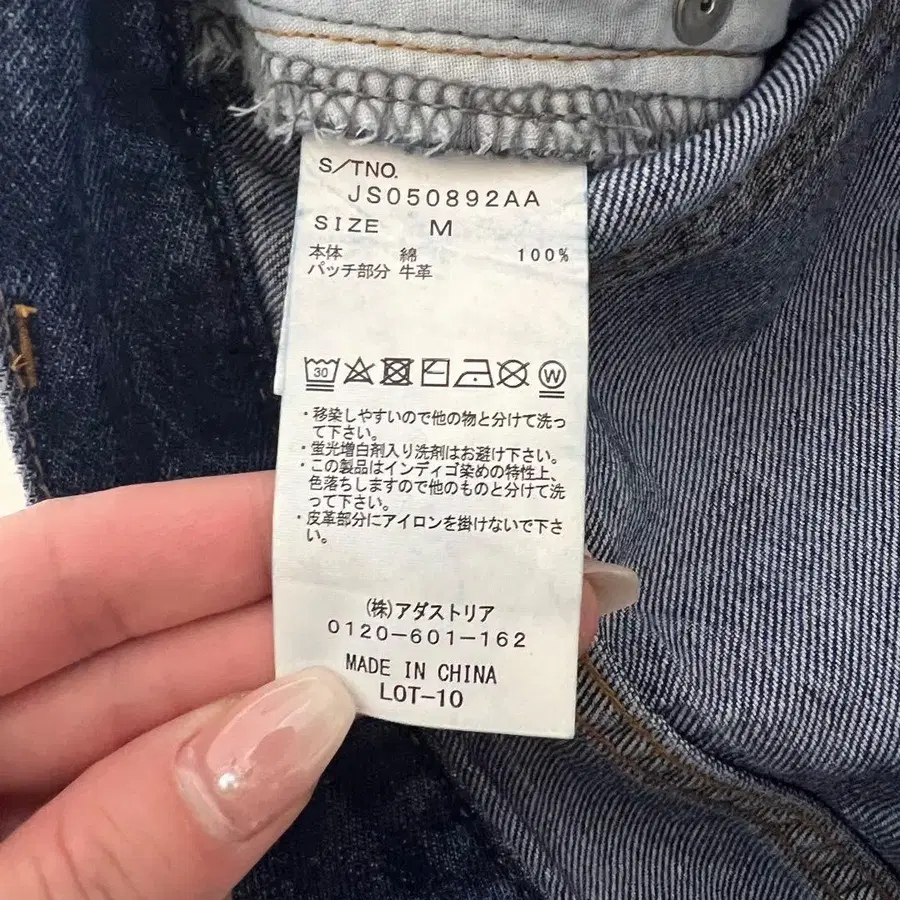 S/TNO.
JS050892AA
SIZE M
本体 綿 100%
パッチ部分 牛革
30 W
・移染しやすいので他の物と分けて洗っ
て下さい。
・蛍光増白剤入り洗剤はお避け下さい。
・この製品はインディゴ染めの特性上、
色落ちしますので他のものと分けて洗
って下さい。
・皮革部分にアイロンを掛けないで下さ
い。
(株)アダストリア
0120-601-162
MADE IN CHINA
LOT-10